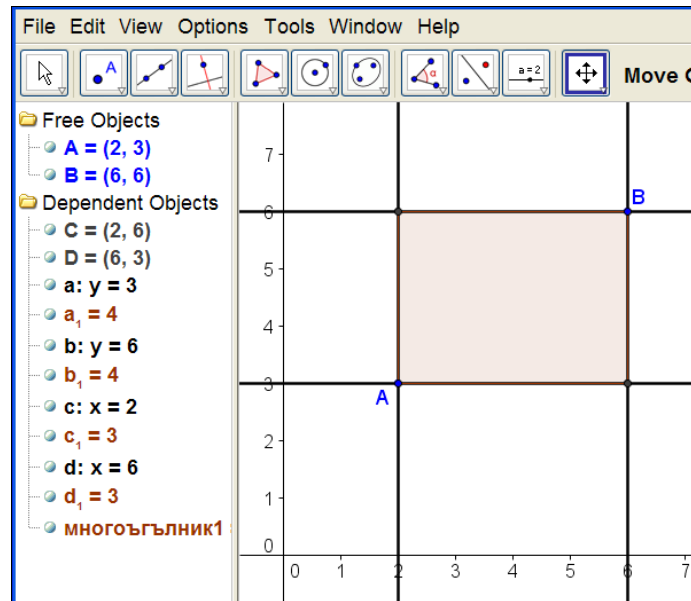 File Edit View Options Tools Window Help
A α a=2 Move
Free Objects
A = (2, 3)
B = (6, 6)
Dependent Objects
C = (2, 6)
D = (6, 3)
a: y = 3
a₁ = 4
b: y = 6
b₁ = 4
c: x = 2
c₁ = 3
d: x = 6
d₁ = 3
многоъгълник1
7
6
5
4
3
2
1
0
B
A
0 1 2 3 4 5 6 7